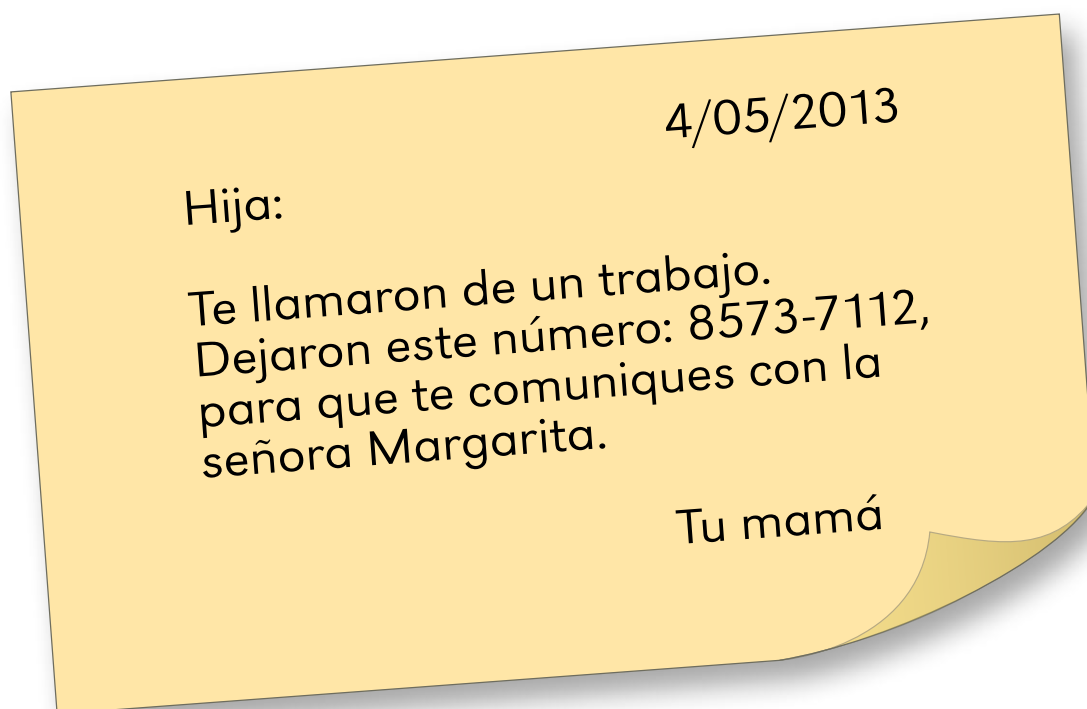 4/05/2013
Hija:
Te llamaron de un trabajo.
Dejaron este número: 8573-7112,
para que te comuniques con la
señora Margarita.
Tu mamá